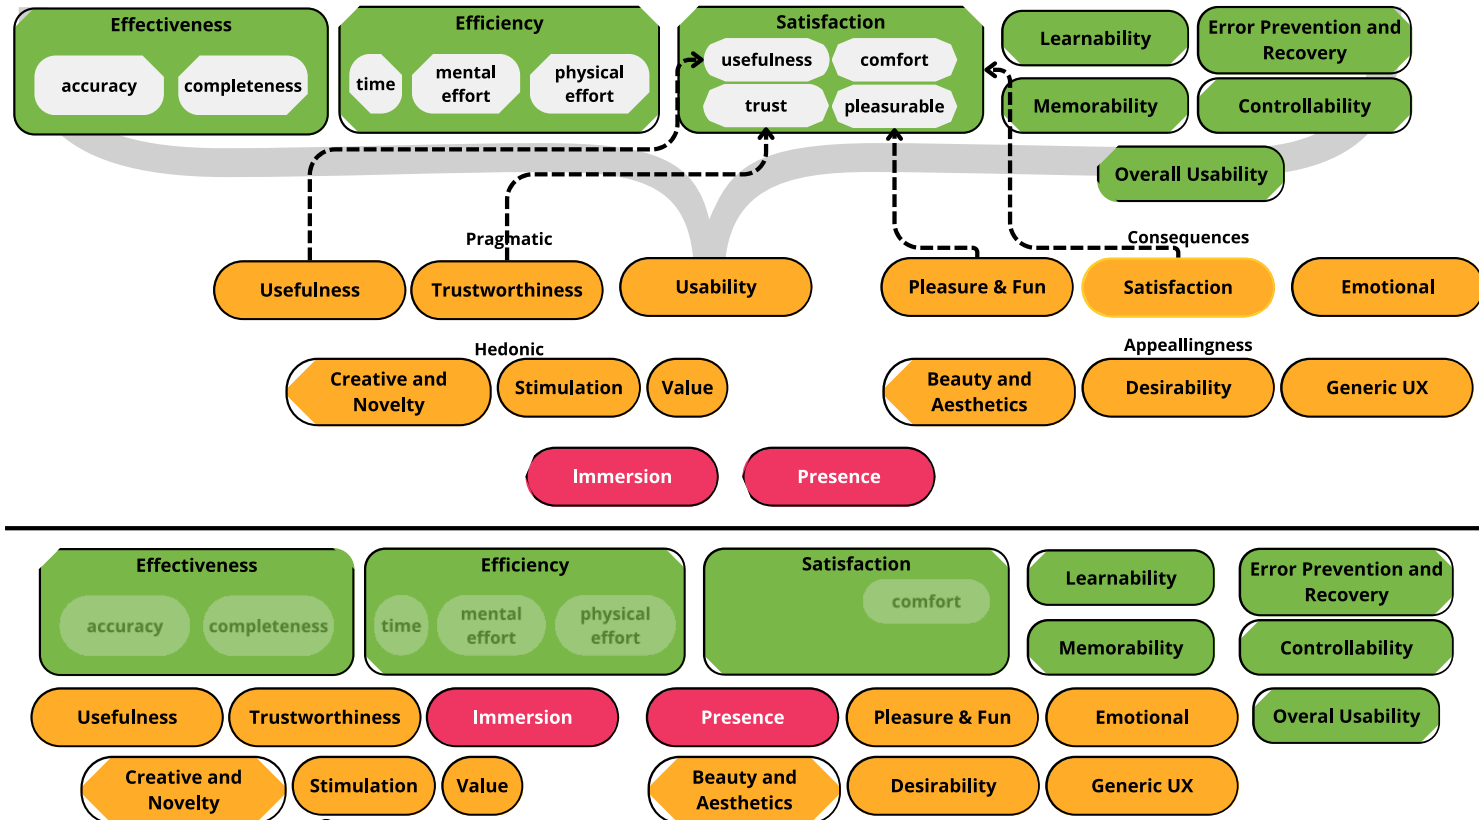 Effectiveness
accuracy
completeness
Efficiency
time
mental
effort
physical
effort
Satisfaction
usefulness
comfort
trust
pleasurable
Learnability
Error Prevention and
Recovery
Memorability
Controllability
Overall Usability
Pragmatic
Usefulness
Trustworthiness
Usability
Consequences
Pleasure & Fun
Satisfaction
Emotional
Hedonic
Creative and
Novelty
Stimulation
Value
Appeallingness
Beauty and
Aesthetics
Desirability
Generic UX
Immersion
Presence
Effectiveness
accuracy
completeness
Efficiency
time
mental
effort
physical
effort
Satisfaction
comfort
Learnability
Error Prevention and
Recovery
Memorability
Controllability
Usefulness
Trustworthiness
Immersion
Presence
Pleasure & Fun
Emotional
Overal Usability
Creative and
Novelty
Stimulation
Value
Beauty and
Aesthetics
Desirability
Generic UX